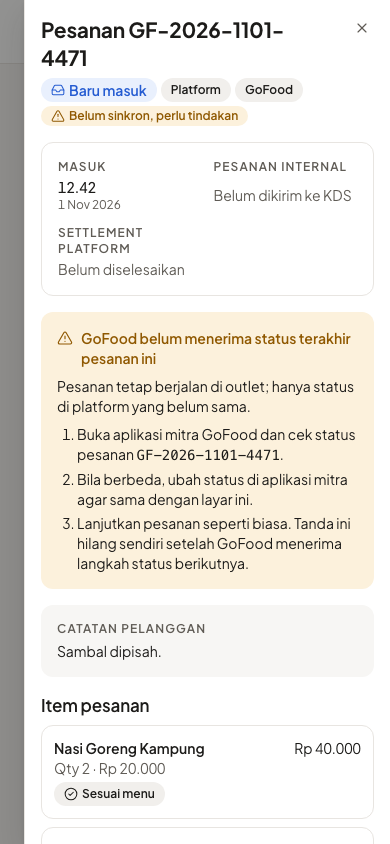 Pesanan GF-2026-1101-
4471
Baru masuk
Platform
GoFood
Belum sinkron, perlu tindakan
MASUK
12.42
1 Nov 2026
PESANAN INTERNAL
Belum dikirim ke KDS
SETTLEMENT
PLATFORM
Belum diselesaikan
GoFood belum menerima status terakhir
pesanan ini
Pesanan tetap berjalan di outlet; hanya status
di platform yang belum sama.
1. Buka aplikasi mitra GoFood dan cek status
pesanan GF-2026-1101-4471.
2. Bila berbeda, ubah status di aplikasi mitra
agar sama dengan layar ini.
3. Lanjutkan pesanan seperti biasa. Tanda ini
hilang sendiri setelah GoFood menerima
langkah status berikutnya.
CATATAN PELANGGAN
Sambal dipisah.
Item pesanan
Nasi Goreng Kampung
Rp 40.000
Qty 2 · Rp 20.000
Sesuai menu